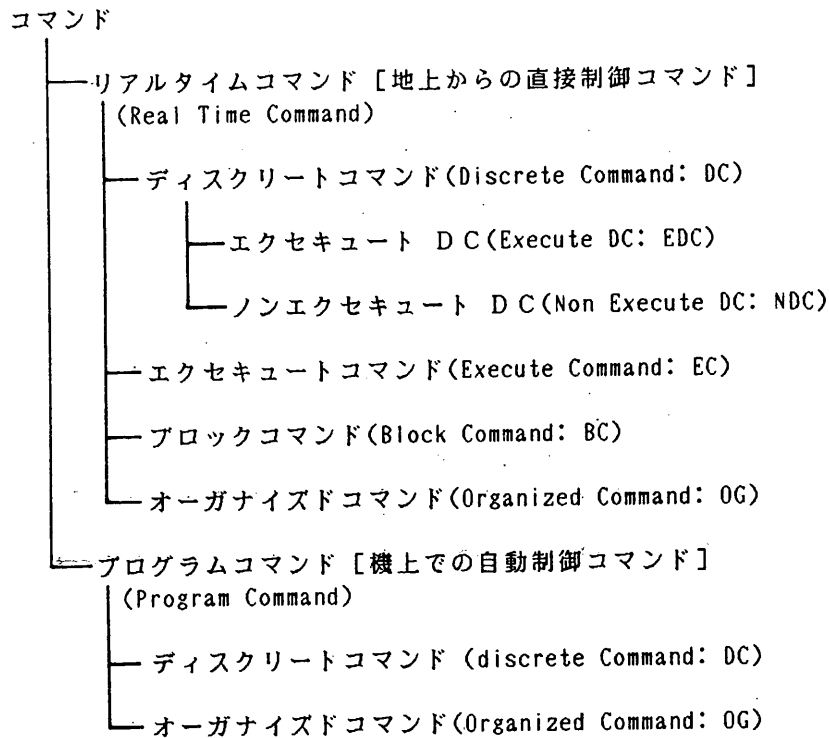 コマンド
リアルタイムコマンド［地上からの直接制御コマンド］
(Real Time Command)
ディスクリートコマンド(Discrete Command: DC)
エクセキュート ＤＣ(Execute DC: EDC)
ノンエクセキュート ＤＣ(Non Execute DC: NDC)
エクセキュートコマンド(Execute Command: EC)
ブロックコマンド(Block Command: BC)
オーガナイズドコマンド(Organized Command: OG)
プログラムコマンド［機上での自動制御コマンド］
(Program Command)
ディスクリートコマンド (discrete Command: DC)
オーガナイズドコマンド(Organized Command: OG)